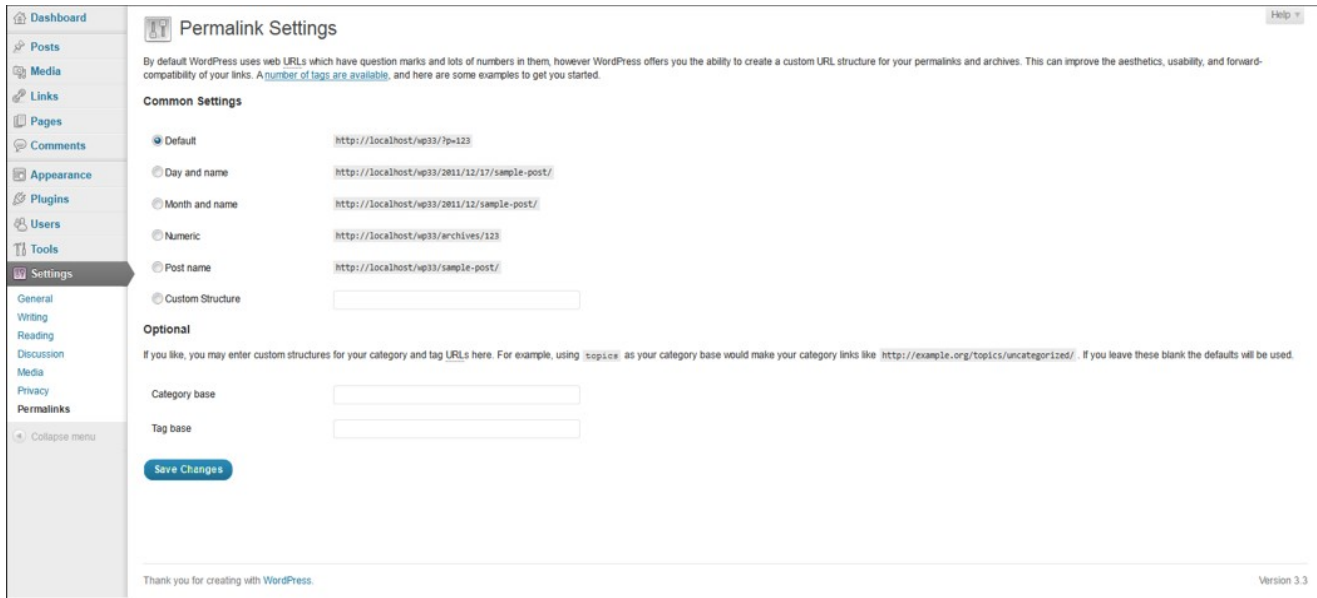 Dashboard
Posts
Media
Links
Pages
Comments
Appearance
Plugins
Users
Tools
Settings
General
Writing
Reading
Discussion
Media
Privacy
Permalinks
Collapse menu
Help
Permalink Settings
By default WordPress uses web URLs which have question marks and lots of numbers in them, however WordPress offers you the ability to create a custom URL structure for your permalinks and archives. This can improve the aesthetics, usability, and forward-
compatibility of your links. A number of tags are available, and here are some examples to get you started.
Common Settings
Default http://localhost/wp33/?p=123
Day and name http://localhost/wp33/2011/12/17/sample-post/
Month and name http://localhost/wp33/2011/12/sample-post/
Numeric http://localhost/wp33/archives/123
Post name http://localhost/wp33/sample-post/
Custom Structure
Optional
If you like, you may enter custom structures for your category and tag URLs here. For example, using topics as your category base would make your category links like http://example.org/topics/uncategorized/ . If you leave these blank the defaults will be used.
Category base
Tag base
Save Changes
Thank you for creating with WordPress.
Version 3.3